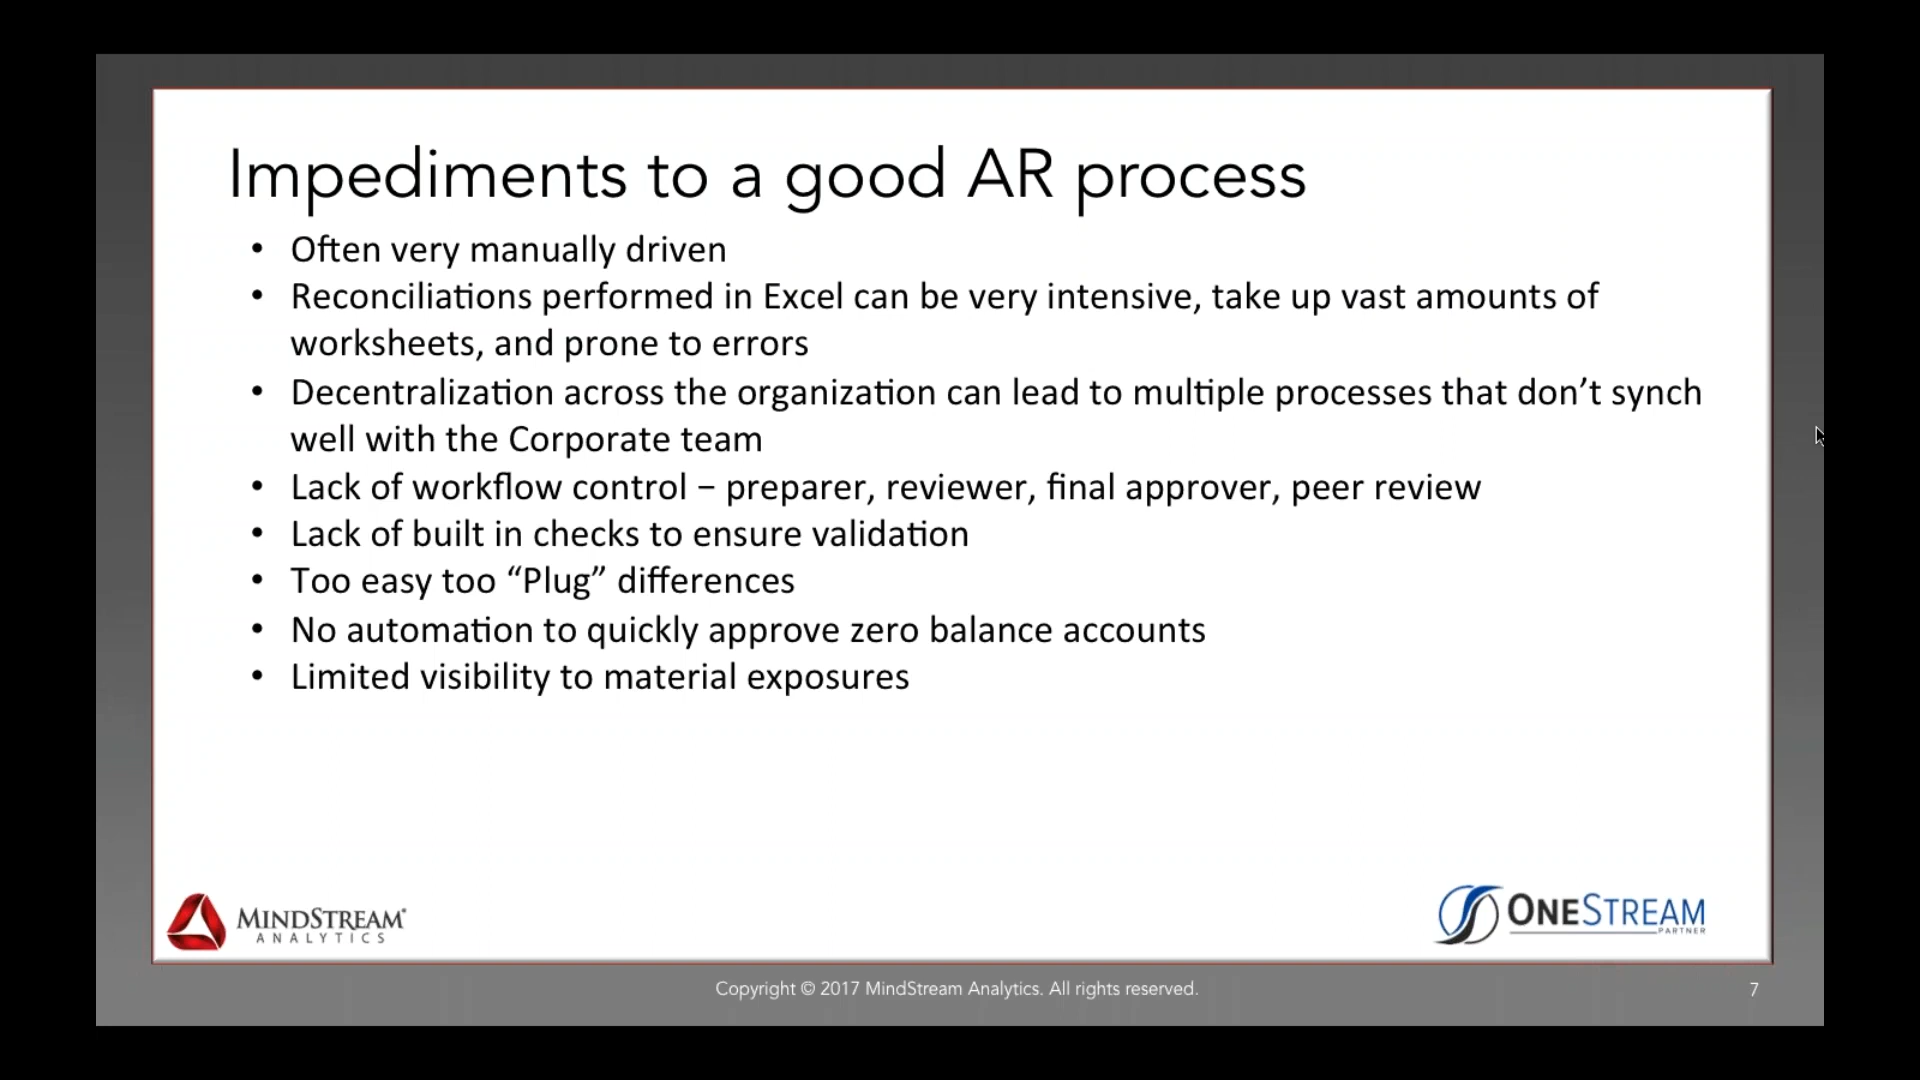 Impediments to a good AR process
• Often very manually driven
• Reconciliations performed in Excel can be very intensive, take up vast amounts of
worksheets, and prone to errors
• Decentralization across the organization can lead to multiple processes that don’t synch
well with the Corporate team
• Lack of workflow control – preparer, reviewer, final approver, peer review
• Lack of built in checks to ensure validation
• Too easy too “Plug” differences
• No automation to quickly approve zero balance accounts
• Limited visibility to material exposures
MINDSTREAM®
ANALYTICS
ONESTREAM
PARTNER
Copyright © 2017 MindStream Analytics. All rights reserved.
7